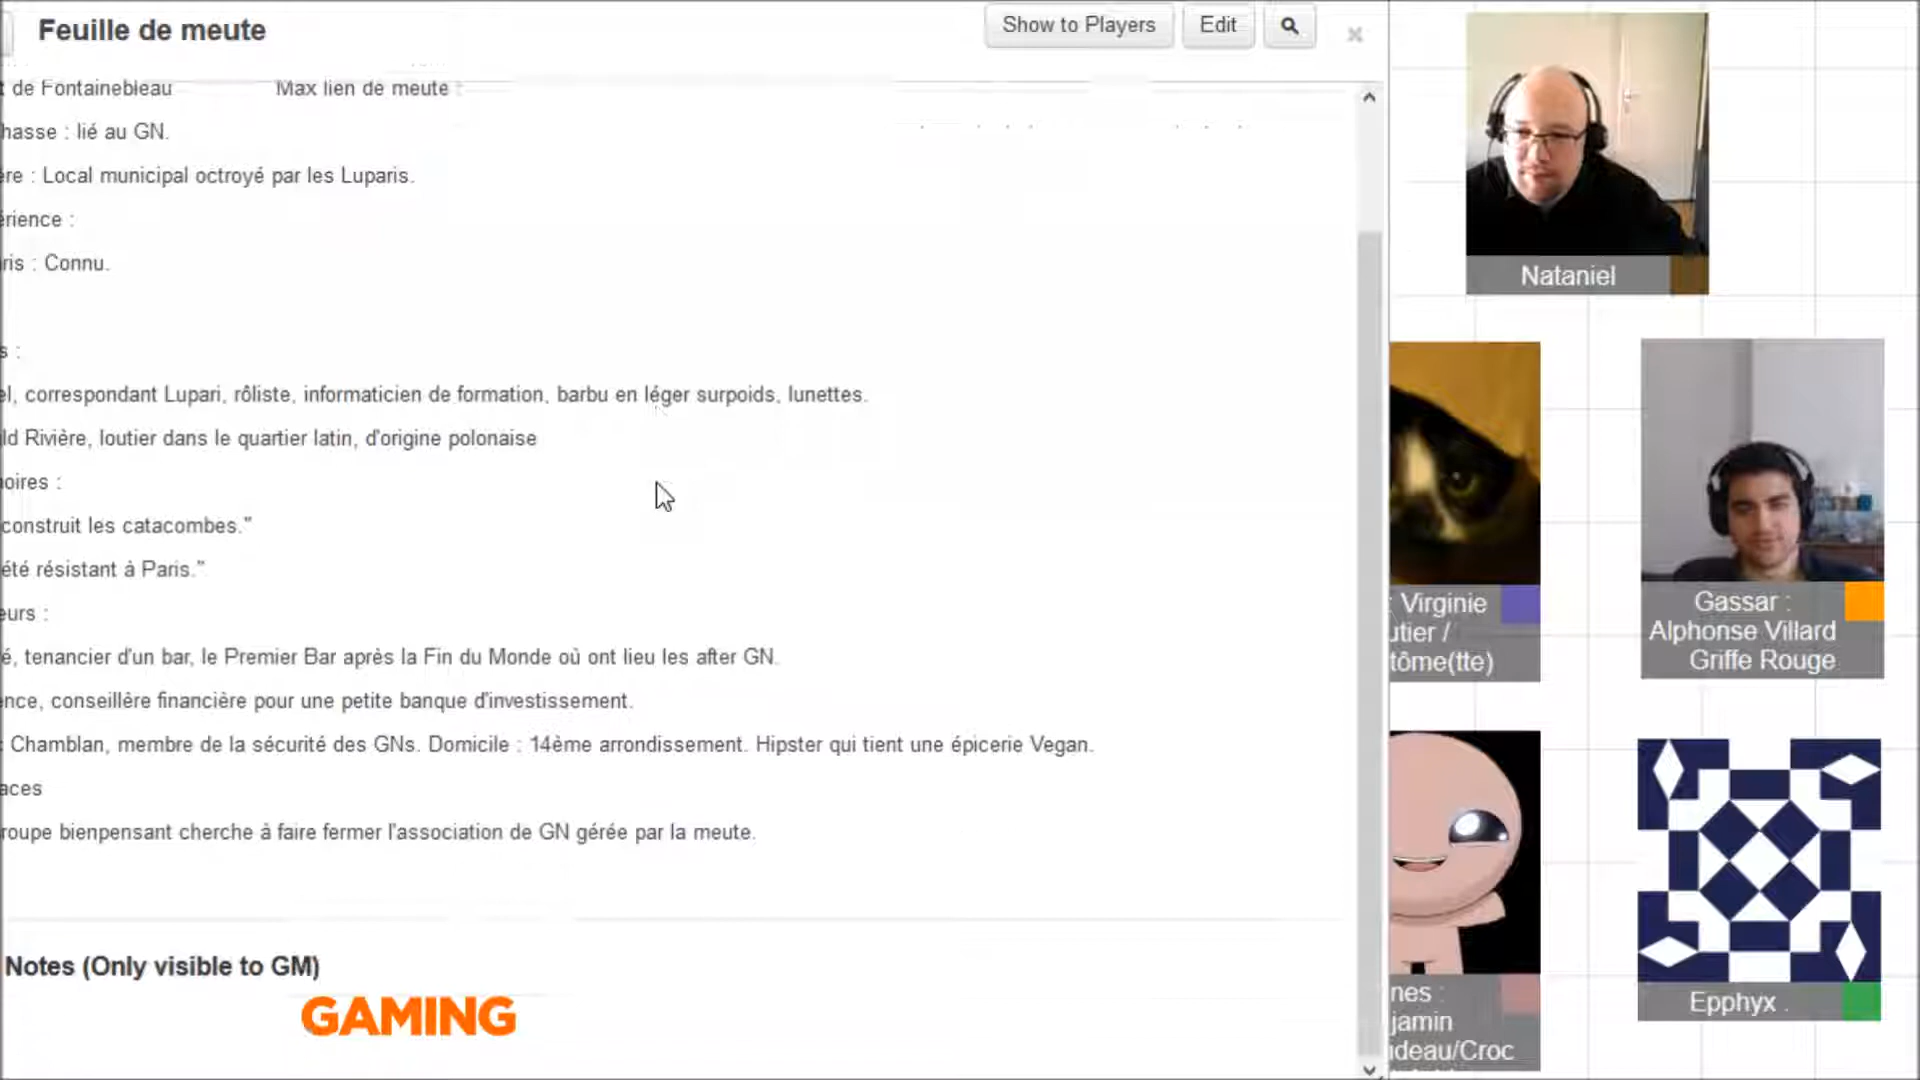 Feuille de meute
Show to Players
Edit
de Fontainebleau Max lien de meute :
hasse : lié au GN.
ère : Local municipal octroyé par les Luparis.
érience :
ris : Connu.
s :
el, correspondant Lupari, rôliste, informaticien de formation, barbu en léger surpoids, lunettes.
ld Rivière, loutier dans le quartier latin, d'origine polonaise
noires :
construit les catacombes."
été résistant à Paris."
eurs :
é, tenancier d'un bar, le Premier Bar après la Fin du Monde où ont lieu les after GN.
ence, conseillère financière pour une petite banque d'investissement.
Chamblan, membre de la sécurité des GNs. Domicile : 14ème arrondissement. Hipster qui tient une épicerie Vegan.
aces
roupe bienpensant cherche à faire fermer l'association de GN gérée par la meute.
Notes (Only visible to GM)
GAMING
Nataniel
: Virginie
utier /
tôme(tte)
Gassar :
Alphonse Villard
Griffe Rouge
nes :
jamin
ideau/Croc
Epphyx .